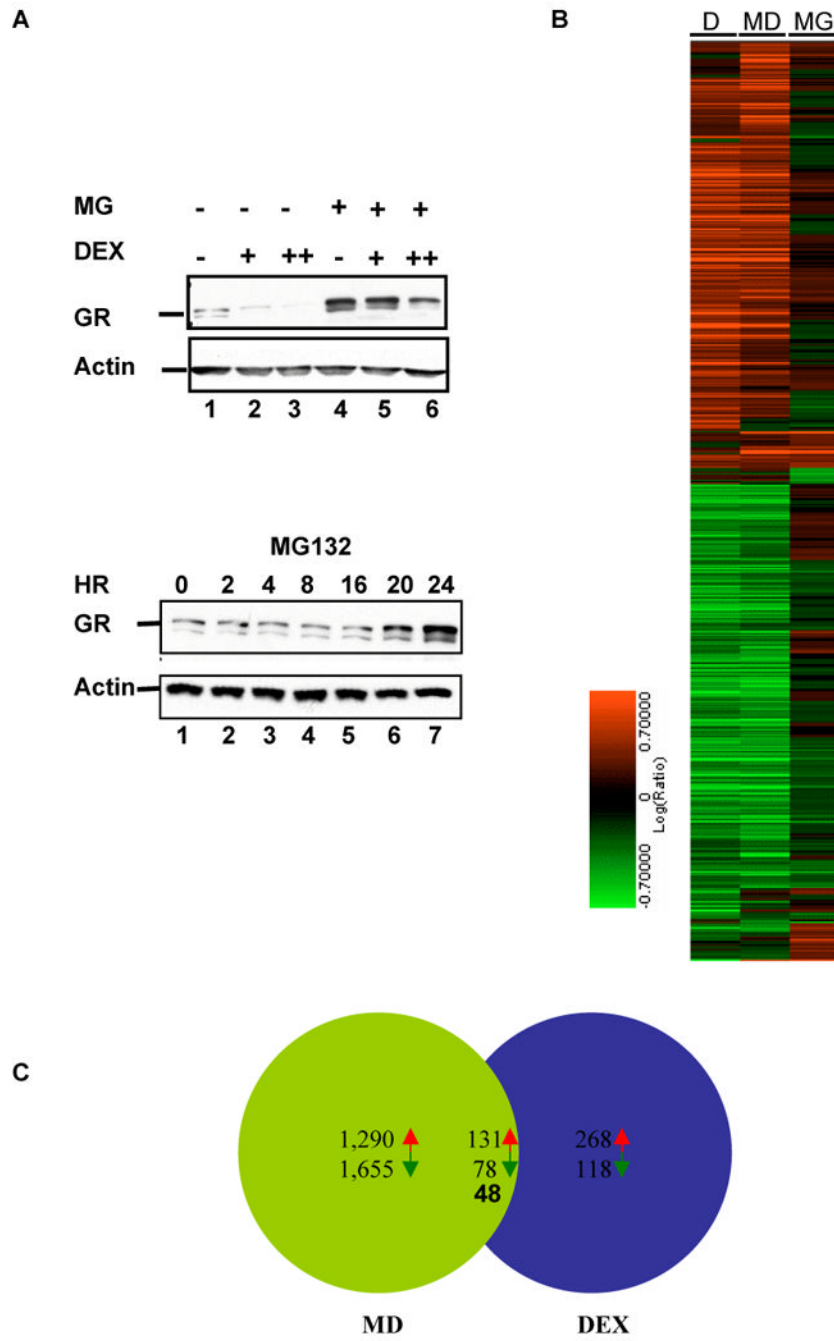 A
MG - - - + + +
DEX - + ++ - + ++
GR
Actin
1 2 3 4 5 6
MG132
HR 0 2 4 8 16 20 24
GR
Actin
1 2 3 4 5 6 7
B
D MD MG
0.70000
0
-0.70000
Log(Ratio)
C
1,290 131 268
1,655 78 118
48
MD DEX